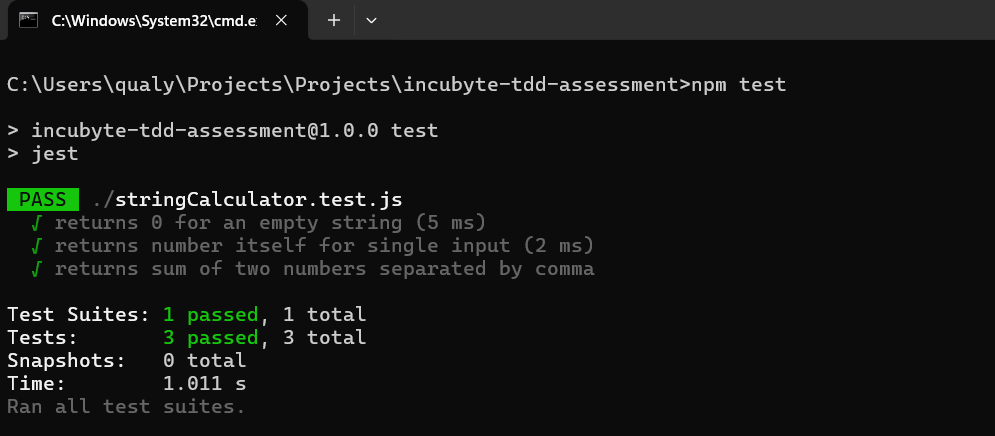 C:\Windows\System32\cmd.e
C:\Users\qualy\Projects\Projects\incubyte-tdd-assessment>npm test
> incubyte-tdd-assessment@1.0.0 test
> jest
PASS ./stringCalculator.test.js
√ returns 0 for an empty string (5 ms)
√ returns number itself for single input (2 ms)
√ returns sum of two numbers separated by comma
Test Suites: 1 passed, 1 total
Tests: 3 passed, 3 total
Snapshots: 0 total
Time: 1.011 s
Ran all test suites.